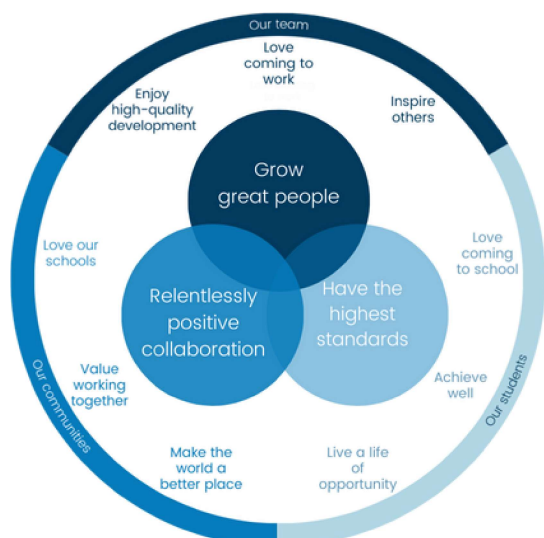 Our team
Love
coming to
work
Enjoy
high-quality
development
Inspire
others
Grow
great people
Love our
schools
Love
coming to
school
Relentlessly
positive
collaboration
Have the
highest
standards
Value
working
together
Achieve
well
Our communities
Our students
Make the
world a
better place
Live a life
of
opportunity